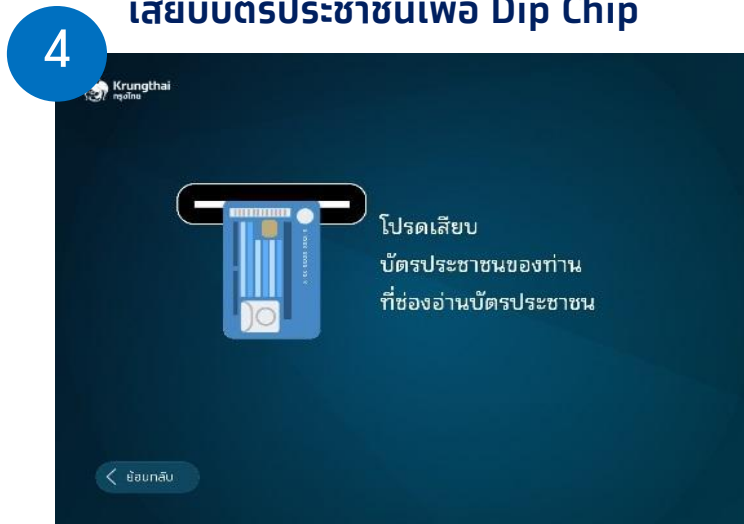 เสียบบัตรประชาชนเพื่อ Dip Chip
4
Krungthai
กรุงไทย
โปรดเสียบ
บัตรประชาชนของท่าน
ที่ช่องอ่านบัตรประชาชน
ย้อนกลับ